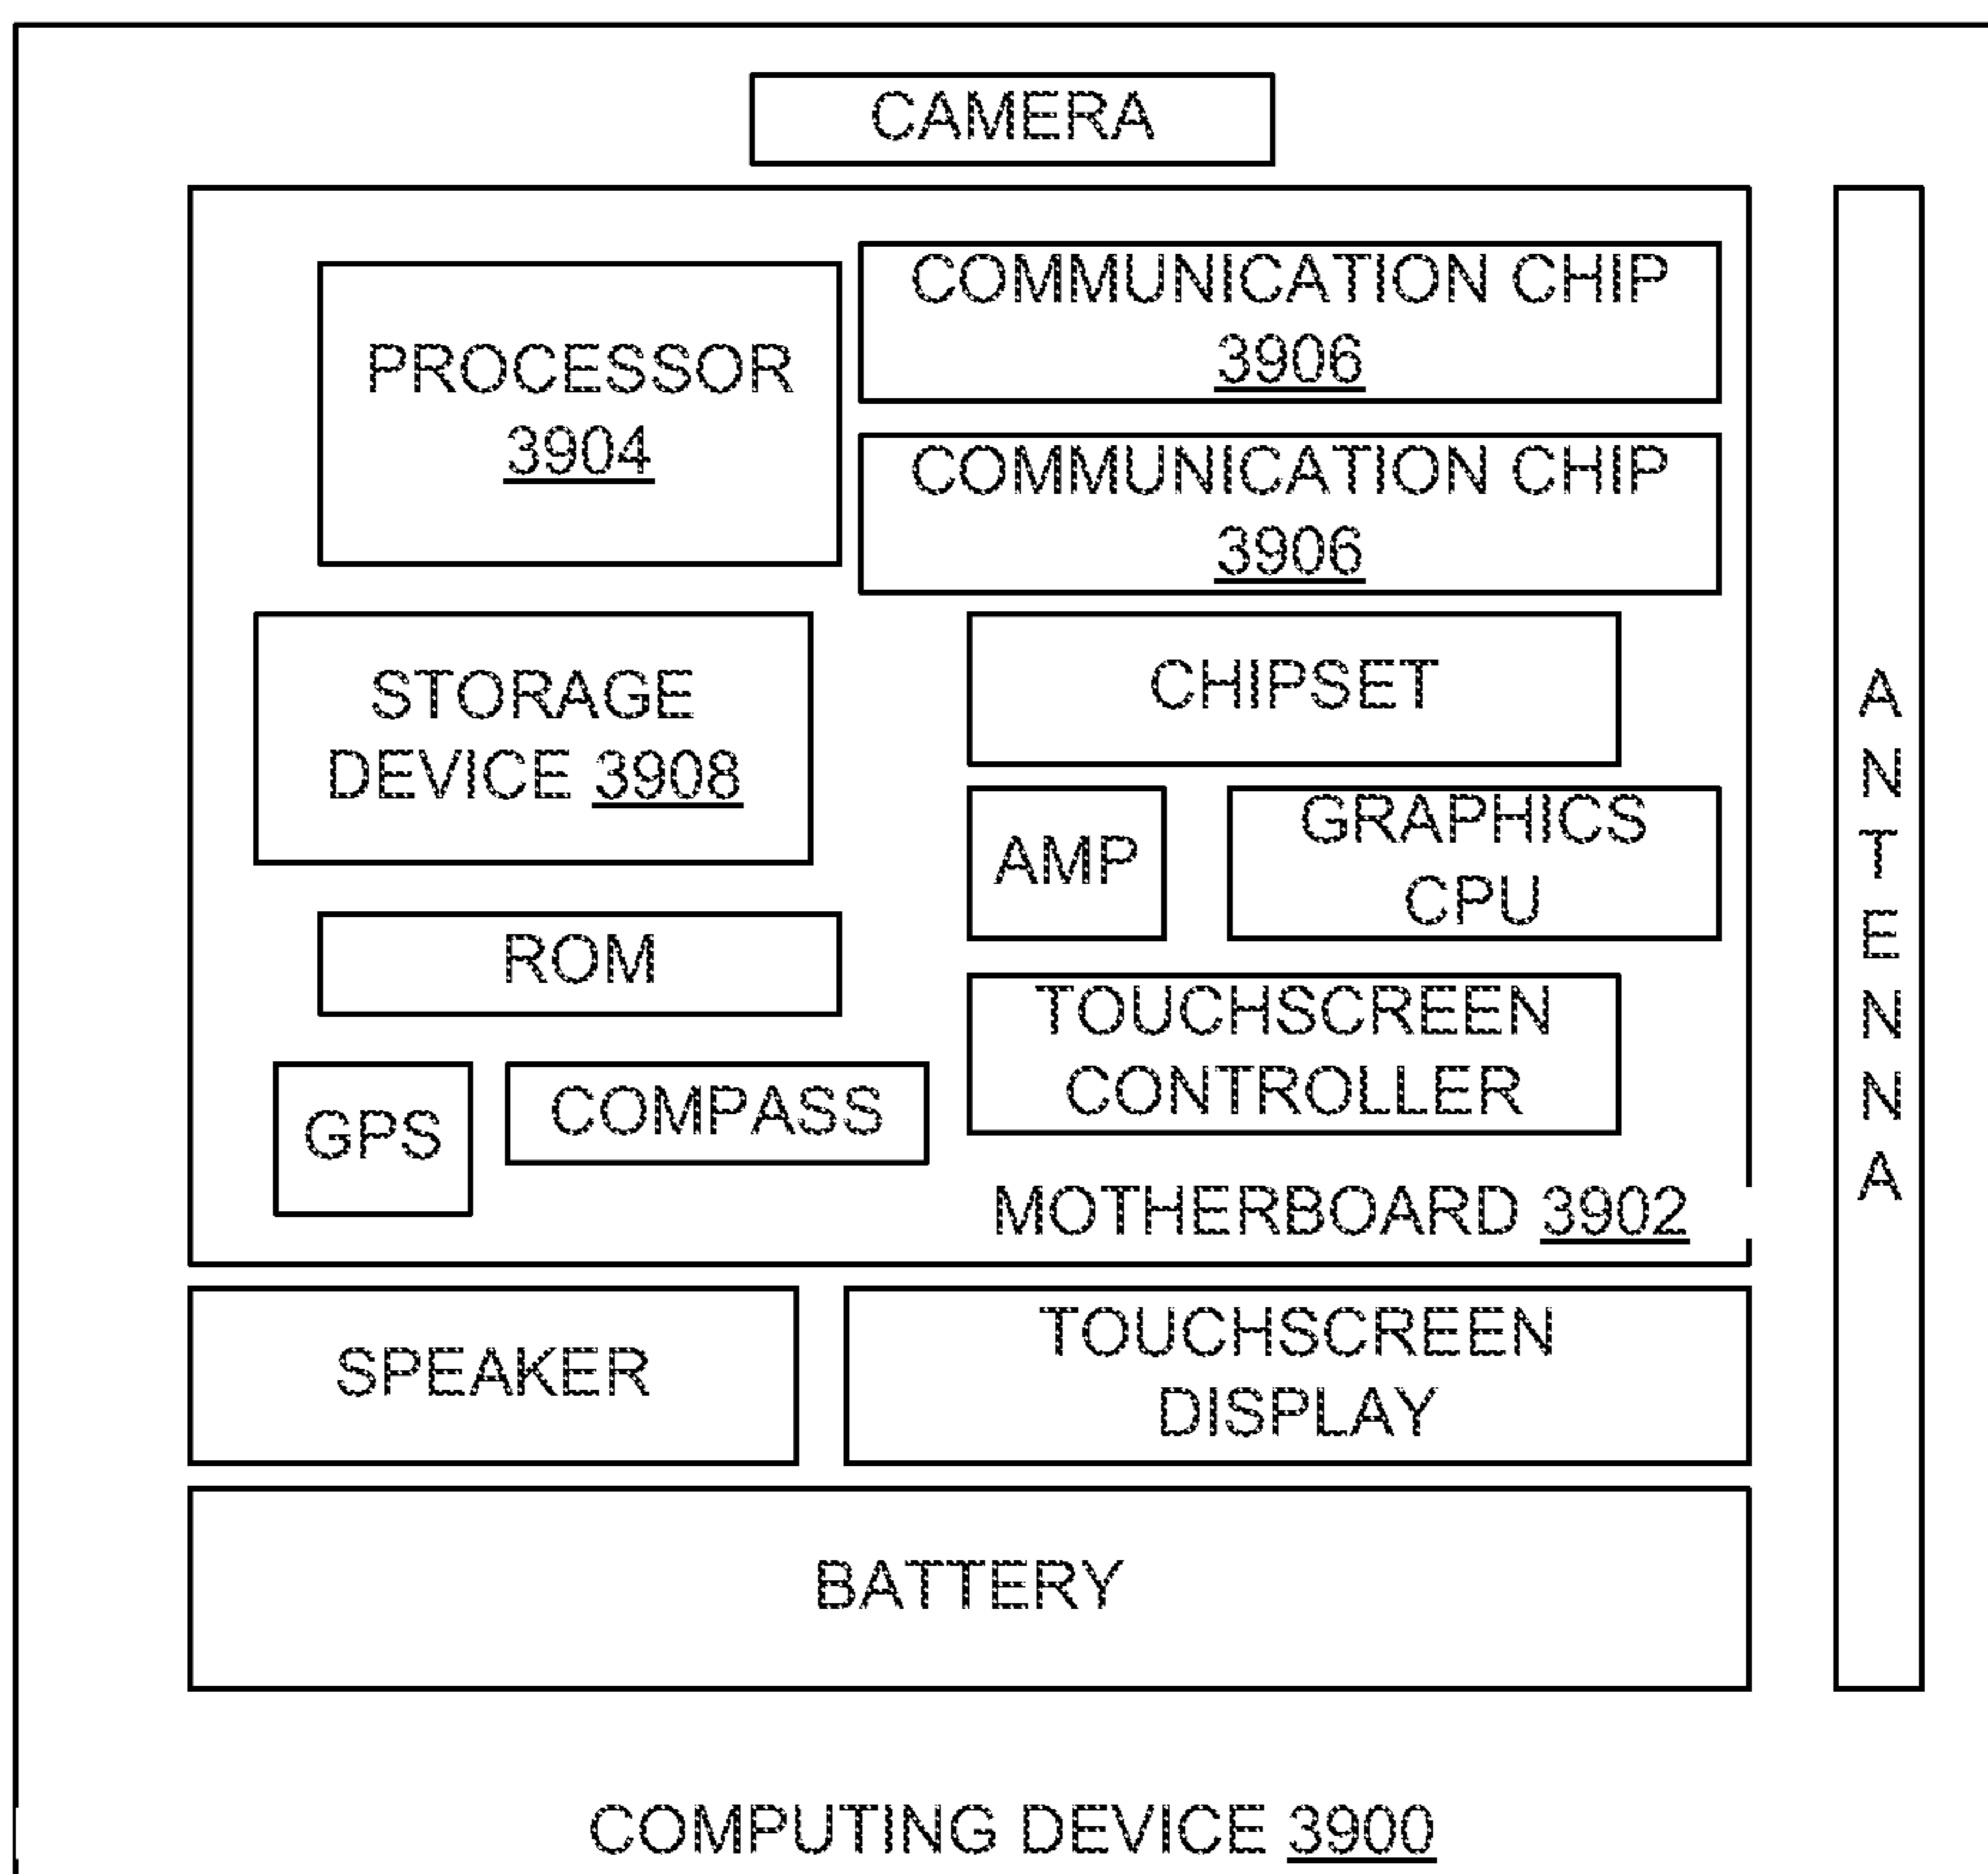 CAMERA
PROCESSOR
3904
COMMUNICATION CHIP
3906
COMMUNICATION CHIP
3906
STORAGE
DEVICE 3908
CHIPSET
AMP
GRAPHICS
CPU
ROM
TOUCHSCREEN
CONTROLLER
GPS
COMPASS
MOTHERBOARD 3902
ANTENNA
SPEAKER
TOUCHSCREEN
DISPLAY
BATTERY
COMPUTING DEVICE 3900